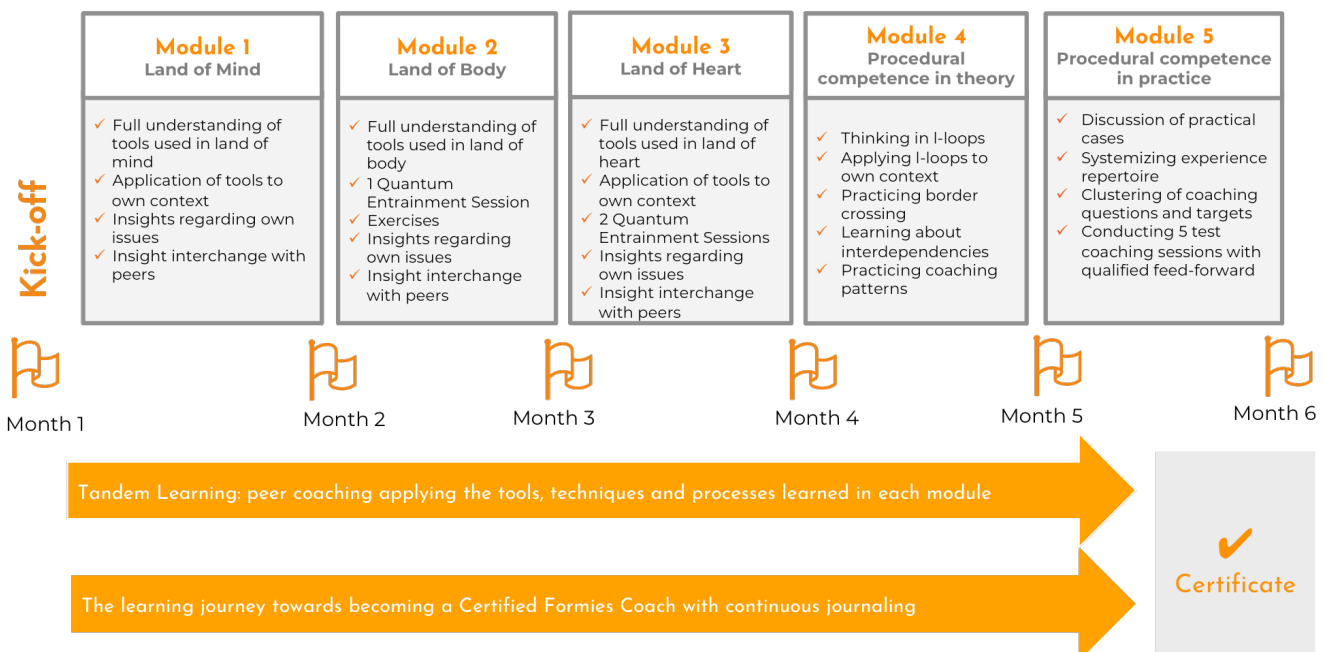 Kick-off
Module 1
Land of Mind
✓ Full understanding of
tools used in land of
mind
✓ Application of tools to
own context
✓ Insights regarding own
issues
✓ Insight interchange with
peers
Module 2
Land of Body
✓ Full understanding of
tools used in land of
body
✓ 1 Quantum
Entrainment Session
✓ Exercises
✓ Insights regarding
own issues
✓ Insight interchange
with peers
Module 3
Land of Heart
✓ Full understanding of
tools used in land of
heart
✓ Application of tools to
own context
✓ 2 Quantum
Entrainment Sessions
✓ Insights regarding
own issues
✓ Insight interchange
with peers
Module 4
Procedural
competence in theory
✓ Thinking in l-loops
✓ Applying l-loops to
own context
✓ Practicing border
crossing
✓ Learning about
interdependencies
✓ Practicing coaching
patterns
Module 5
Procedural competence
in practice
✓ Discussion of practical
cases
✓ Systemizing experience
repertoire
✓ Clustering of coaching
questions and targets
✓ Conducting 5 test
coaching sessions with
qualified feed-forward
Month 1
Month 2
Month 3
Month 4
Month 5
Month 6
Tandem Learning: peer coaching applying the tools, techniques and processes learned in each module
The learning journey towards becoming a Certified Formies Coach with continuous journaling
✔
Certificate